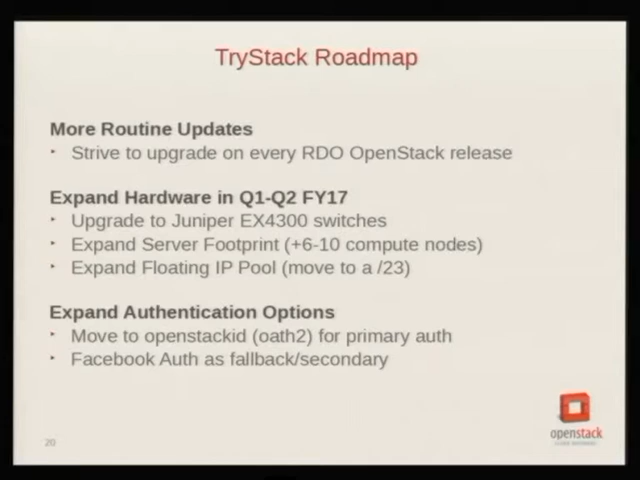 TryStack Roadmap
More Routine Updates
‣ Strive to upgrade on every RDO OpenStack release
Expand Hardware in Q1-Q2 FY17
‣ Upgrade to Juniper EX4300 switches
‣ Expand Server Footprint (+6-10 compute nodes)
‣ Expand Floating IP Pool (move to a /23)
Expand Authentication Options
‣ Move to openstackid (oath2) for primary auth
‣ Facebook Auth as fallback/secondary
openstack
20